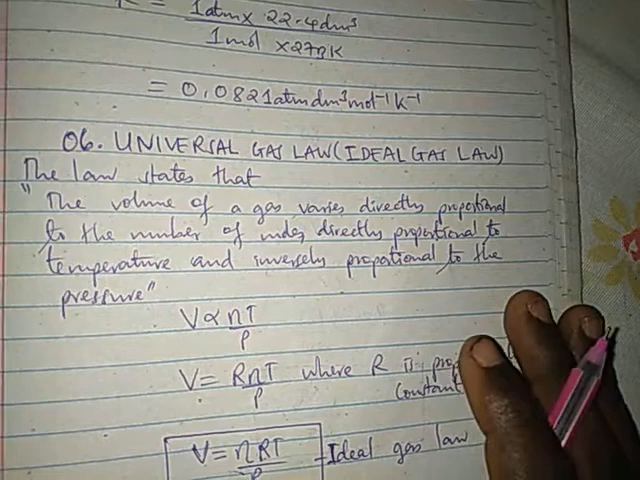 = 1atm x 22.4dm³
1mol x 273K
= 0.0821atmdm³mol⁻¹k⁻¹
06. UNIVERSAL GAS LAW (IDEAL GAS LAW)
The law states that
"The volume of a gas varies directly proportional
to the number of moles directly proportional to
temperature and inversely proportional to the
pressure"
V ∝ nT
P
V = RnT where R is
P
Constant
V = nRT - Ideal gas law
P